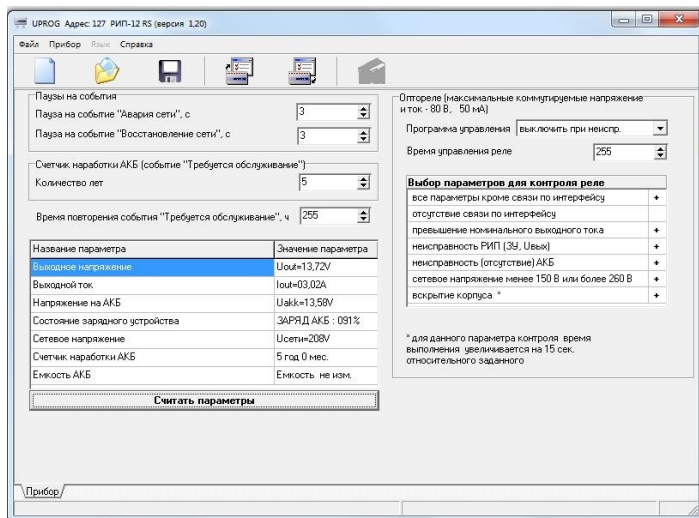 UPROG Адрес: 127 РИП-12 RS (версия 1,20)
Файл Прибор Язык Справка
Паузы на события
Пауза на событие "Авария сети", с 3
Пауза на событие "Восстановление сети", с 3
Счетчик наработки АКБ (событие "Требуется обслуживание")
Количество лет 5
Время повторения события "Требуется обслуживание", ч 255
Название параметра Значение параметра
Выходное напряжение Uout=13,72V
Выходной ток Iout=03,02A
Напряжение на АКБ Uakk=13,58V
Состояние зарядного устройства ЗАРЯД АКБ : 091%
Сетевое напряжение Uсети=208V
Счетчик наработки АКБ 5 год 0 мес.
Емкость АКБ Емкость не изм.
Считать параметры
Оптореле (максимальные коммутируемые напряжение
и ток - 80 В, 50 мА)
Программа управления выключить при неиспр.
Время управления реле 255
Выбор параметров для контроля реле
все параметры кроме связи по интерфейсу +
отсутствие связи по интерфейсу
превышение номинального выходного тока +
неисправность РИП (ЗУ, Uвых) +
неисправность (отсутствие) АКБ +
сетевое напряжение менее 150 В или более 260 В +
вскрытие корпуса * +
* для данного параметра контроля время
выполнения увеличивается на 15 сек.
относительного заданного
Прибор